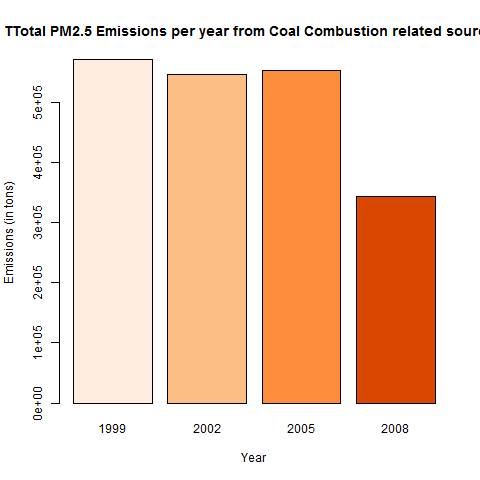 TTotal PM2.5 Emissions per year from Coal Combustion related sour
Emissions (in tons)
5e+05
4e+05
3e+05
2e+05
1e+05
0e+00
1999 2002 2005 2008
Year